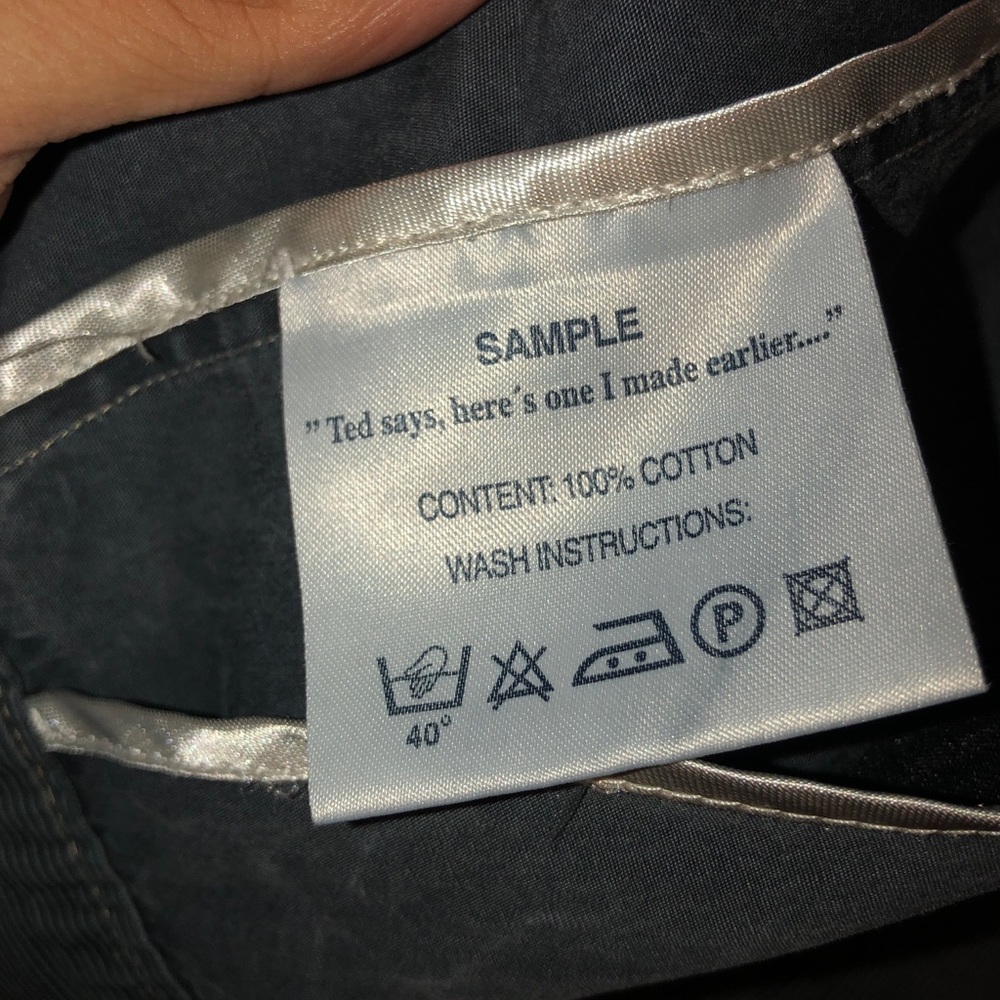 SAMPLE
” Ted says, here´s one I made earlier....”
CONTENT: 100% COTTON
WASH INSTRUCTIONS:
P
40°